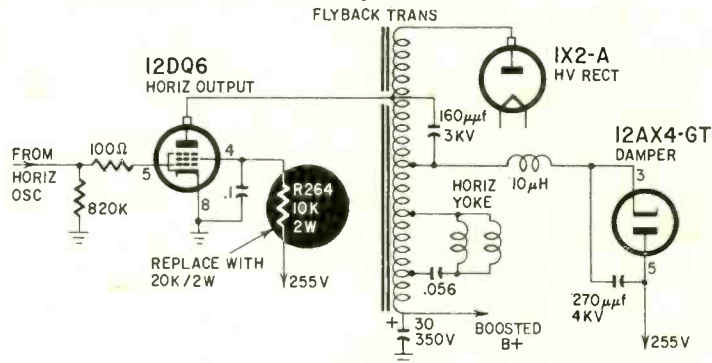 FLYBACK TRANS
12DQ6
HORIZ OUTPUT
1X2-A
HV RECT
160µµf
3KV
12AX4-GT
DAMPER
FROM
HORIZ
OSC
100Ω
5
4
8
.1
820K
R264
10K
2W
REPLACE WITH
20K/2W
255V
10µH
3
HORIZ
YOKE
.056
5
270µµf
4KV
+
30
350V
BOOSTED
B+
255V